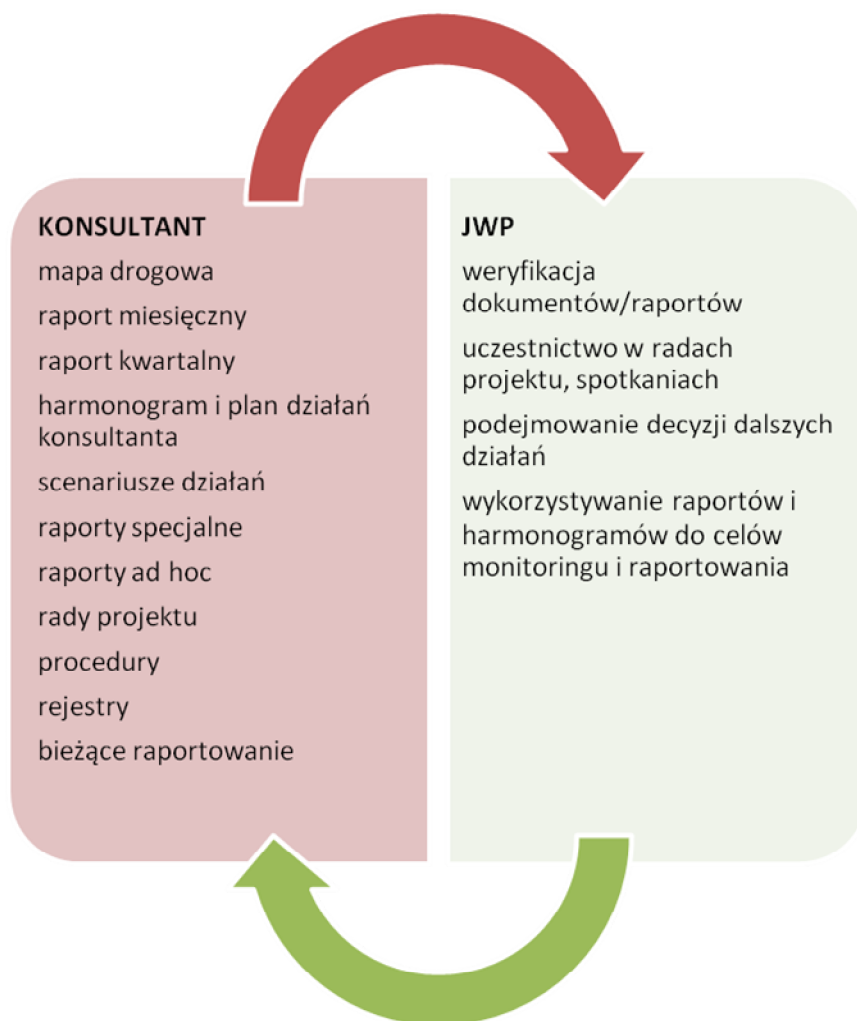 KONSULTANT
mapa drogowa
raport miesięczny
raport kwartalny
harmonogram i plan działań
konsultanta
scenariusze działań
raporty specjalne
raporty ad hoc
rady projektu
procedury
rejestry
bieżące raportowanie
JWP
weryfikacja
dokumentów/raportów
uczestnictwo w radach
projektu, spotkaniach
podejmowanie decyzji dalszych
działań
wykorzystywanie raportów i
harmonogramów do celów
monitoringu i raportowania